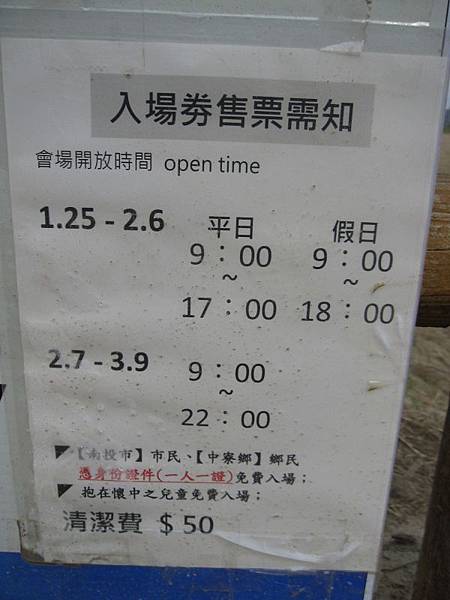 入場券售票需知
會場開放時間 open time
1.25 - 2.6 平日 假日
9：00 9：00
~ ~
17：00 18：00
2.7 - 3.9 9：00
~
22：00
【南投市】市民、【中寮鄉】鄉民
憑身份證件(一人一證)免費入場；
抱在懷中之兒童免費入場；
清潔費 $ 50